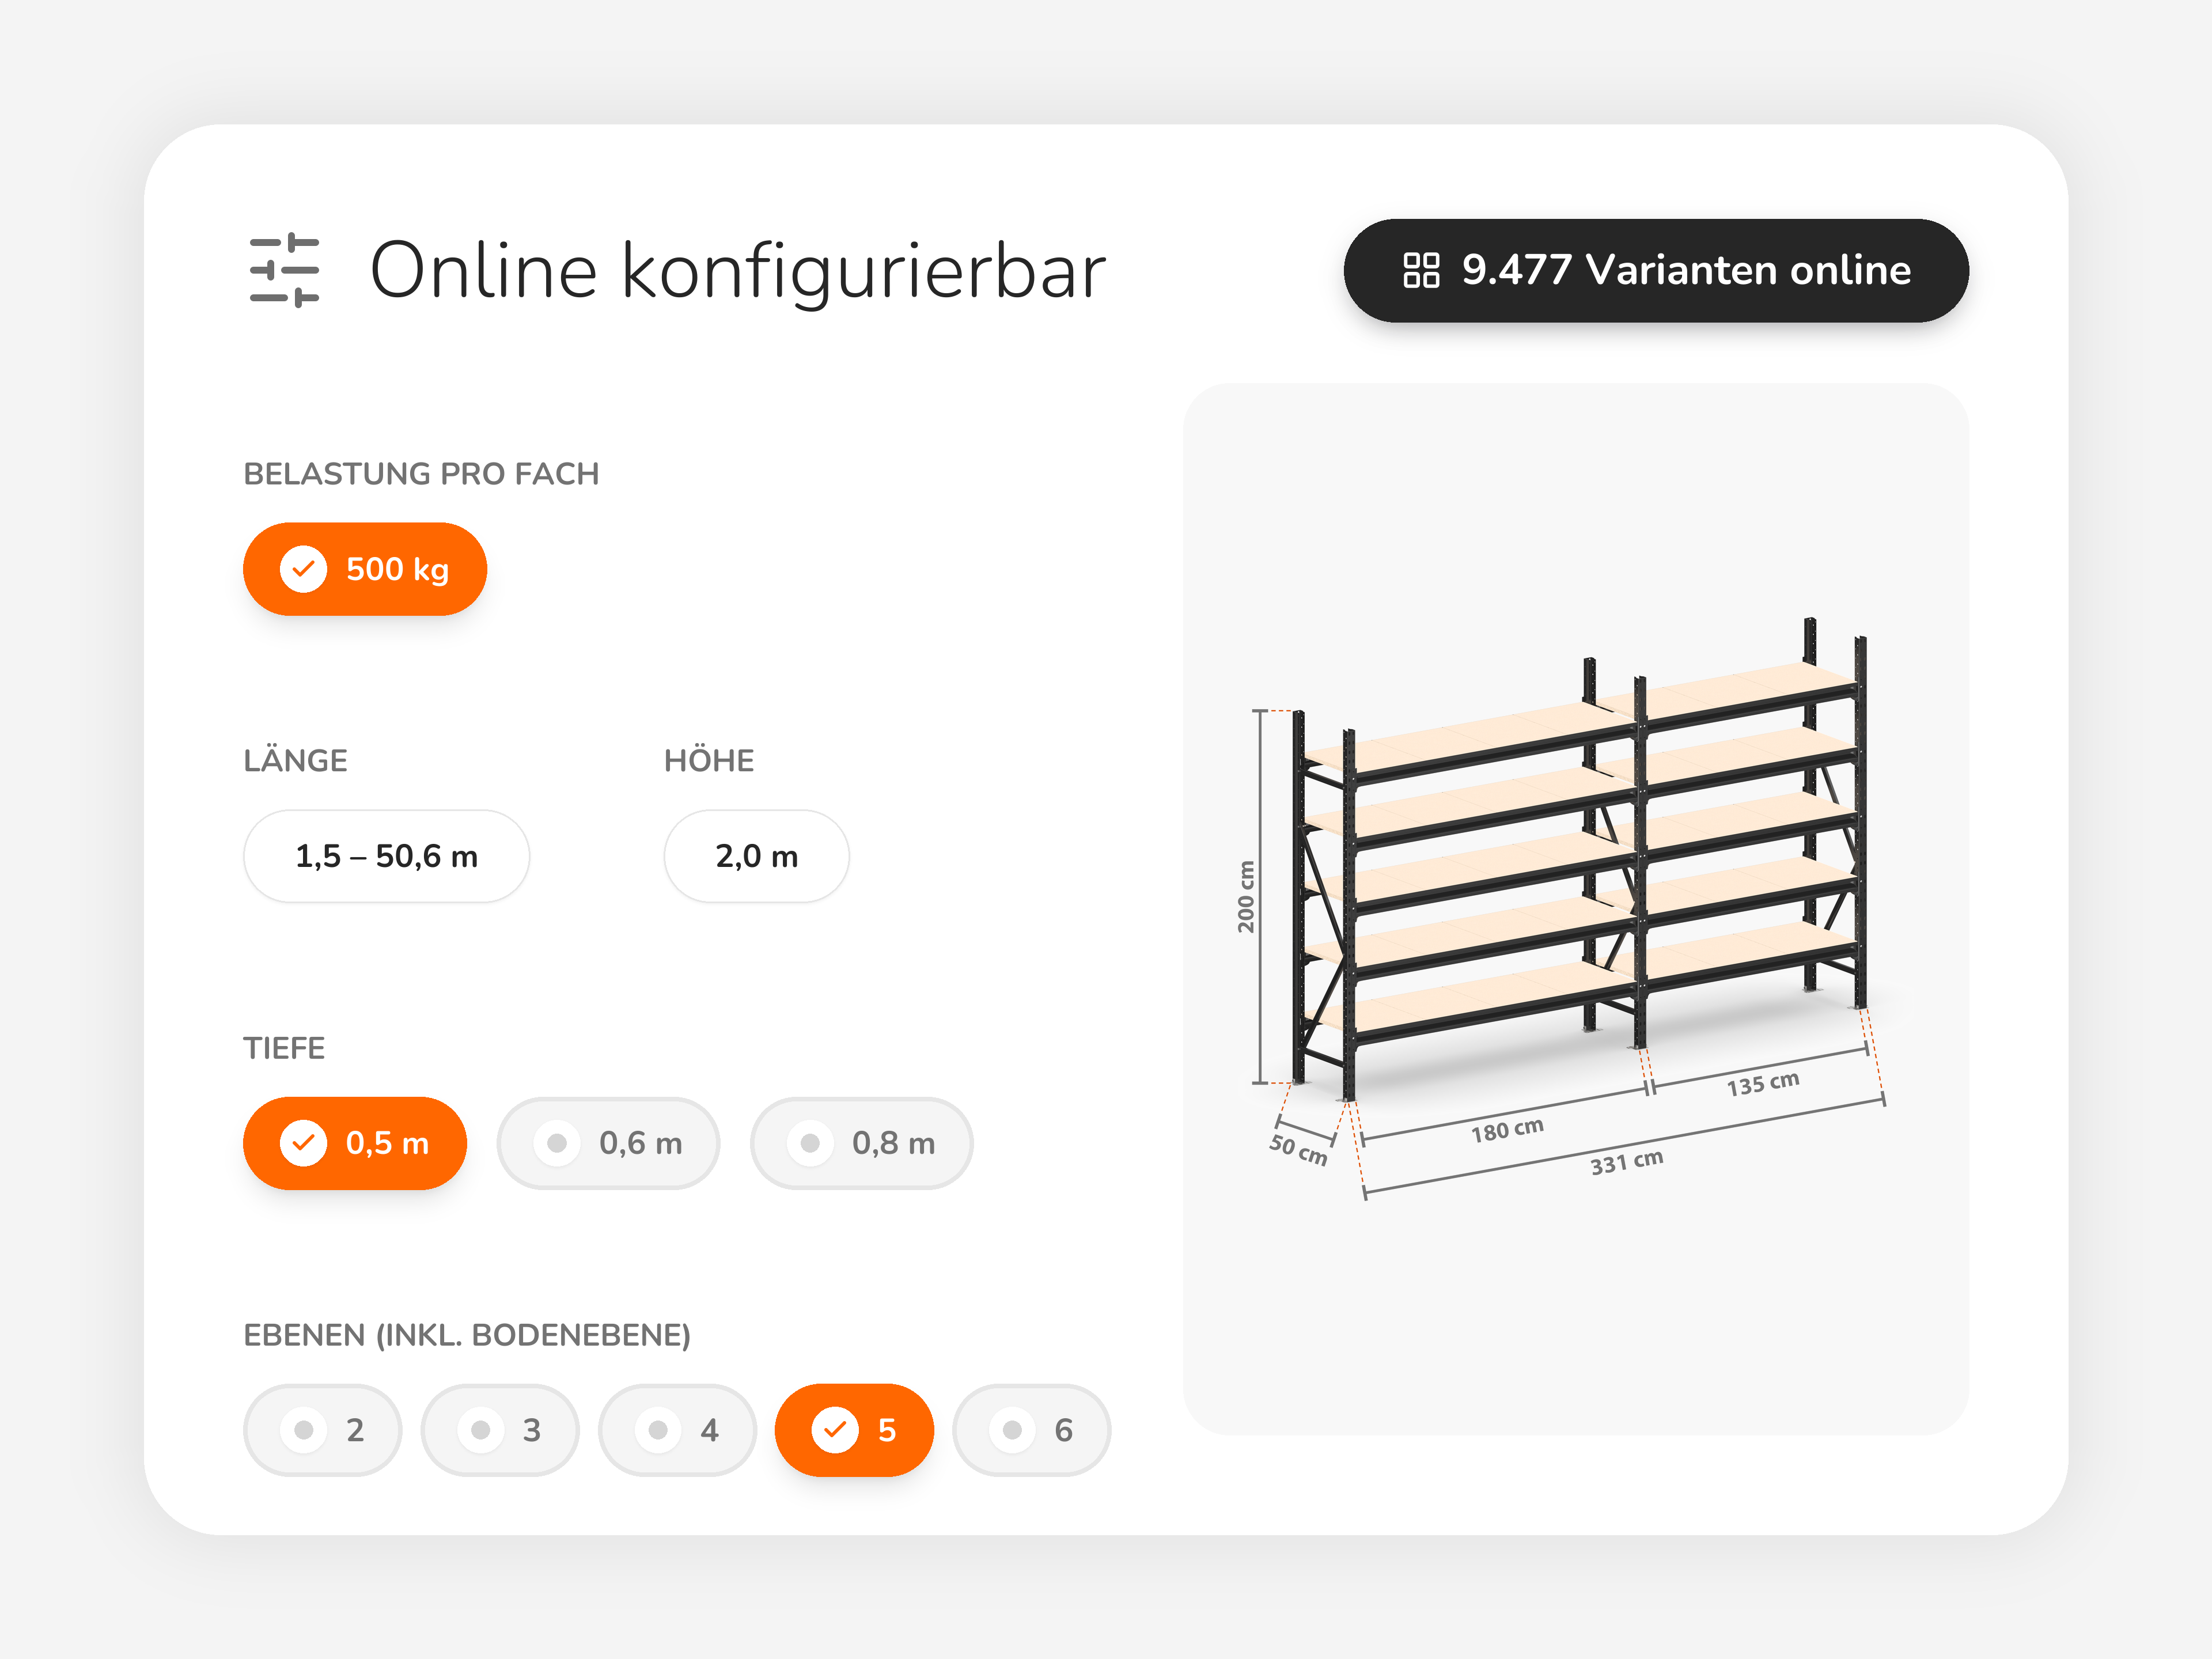 Online konfigurierbar
9.477 Varianten online
BELASTUNG PRO FACH
500 kg
LÄNGE
HÖHE
1,5 – 50,6 m
2,0 m
TIEFE
0,5 m
0,6 m
0,8 m
EBENEN (INKL. BODENEBENE)
2
3
4
5
6
200 cm
50 cm
180 cm
135 cm
331 cm